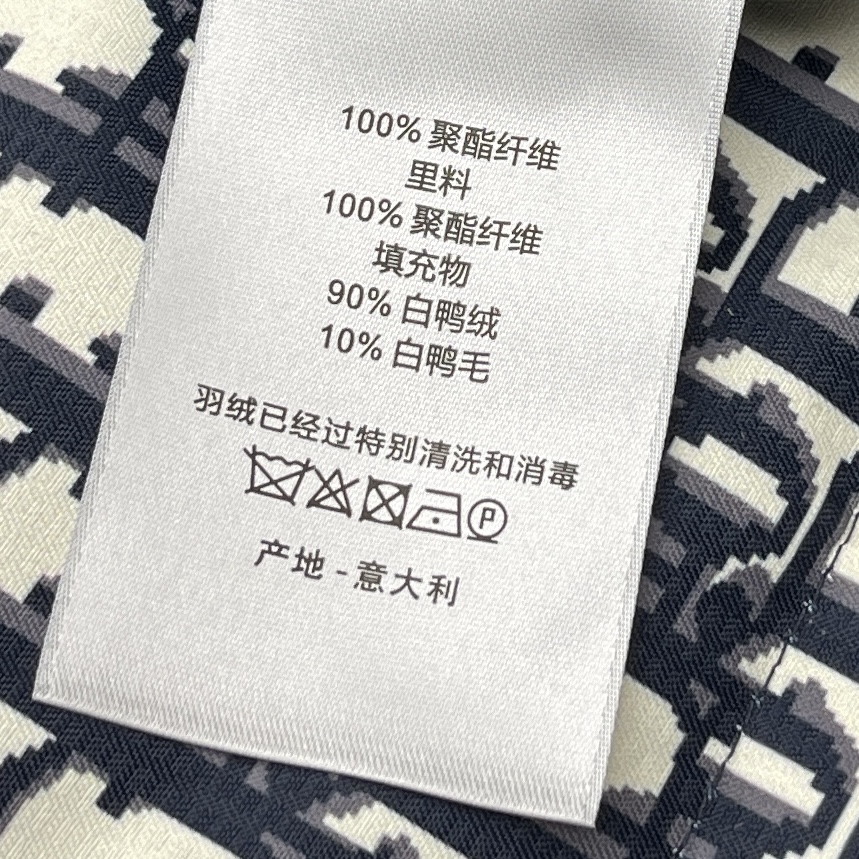 100% 聚酯纤维
里料
100% 聚酯纤维
填充物
90% 白鸭绒
10% 白鸭毛
羽绒已经过特别清洗和消毒
P
产地 - 意大利